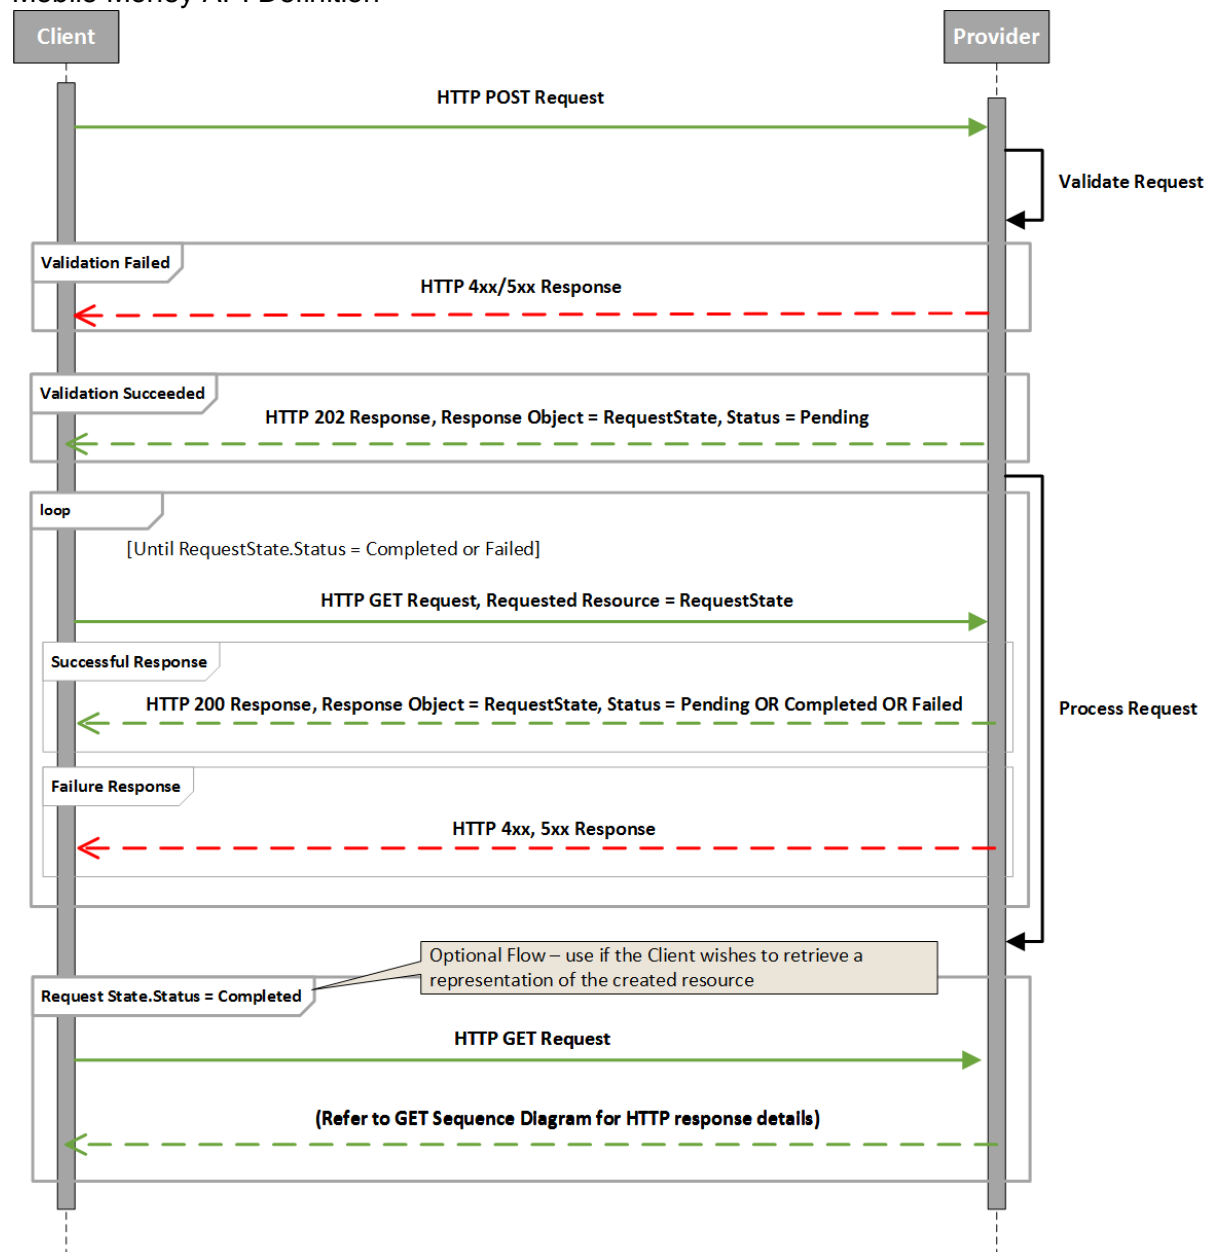 Mobile Money API Definition
Client
Provider
HTTP POST Request
Validate Request
Validation Failed
HTTP 4xx/5xx Response
Validation Succeeded
HTTP 202 Response, Response Object = RequestState, Status = Pending
loop
[Until RequestState.Status = Completed or Failed]
HTTP GET Request, Requested Resource = RequestState
Successful Response
HTTP 200 Response, Response Object = RequestState, Status = Pending OR Completed OR Failed
Process Request
Failure Response
HTTP 4xx, 5xx Response
Optional Flow – use if the Client wishes to retrieve a
representation of the created resource
Request State.Status = Completed
HTTP GET Request
(Refer to GET Sequence Diagram for HTTP response details)